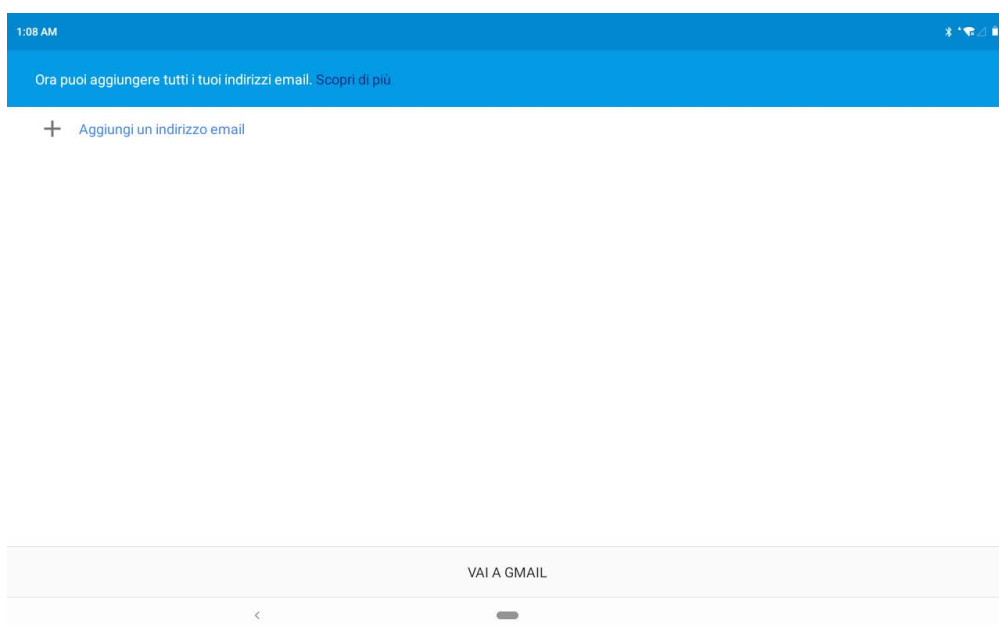 1:08 AM
Ora puoi aggiungere tutti i tuoi indirizzi email. Scopri di più
Aggiungi un indirizzo email
VAI A GMAIL